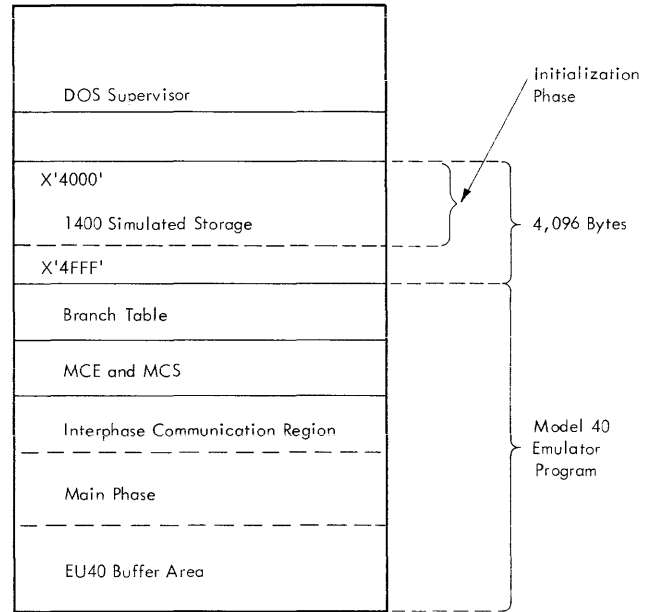 DOS Supervisor
Initialization
Phase
X'4000'
1400 Simulated Storage
4,096 Bytes
X'4FFF'
Branch Table
MCE and MCS
Interphase Communication Region
Model 40
Emulator
Program
Main Phase
EU40 Buffer Area